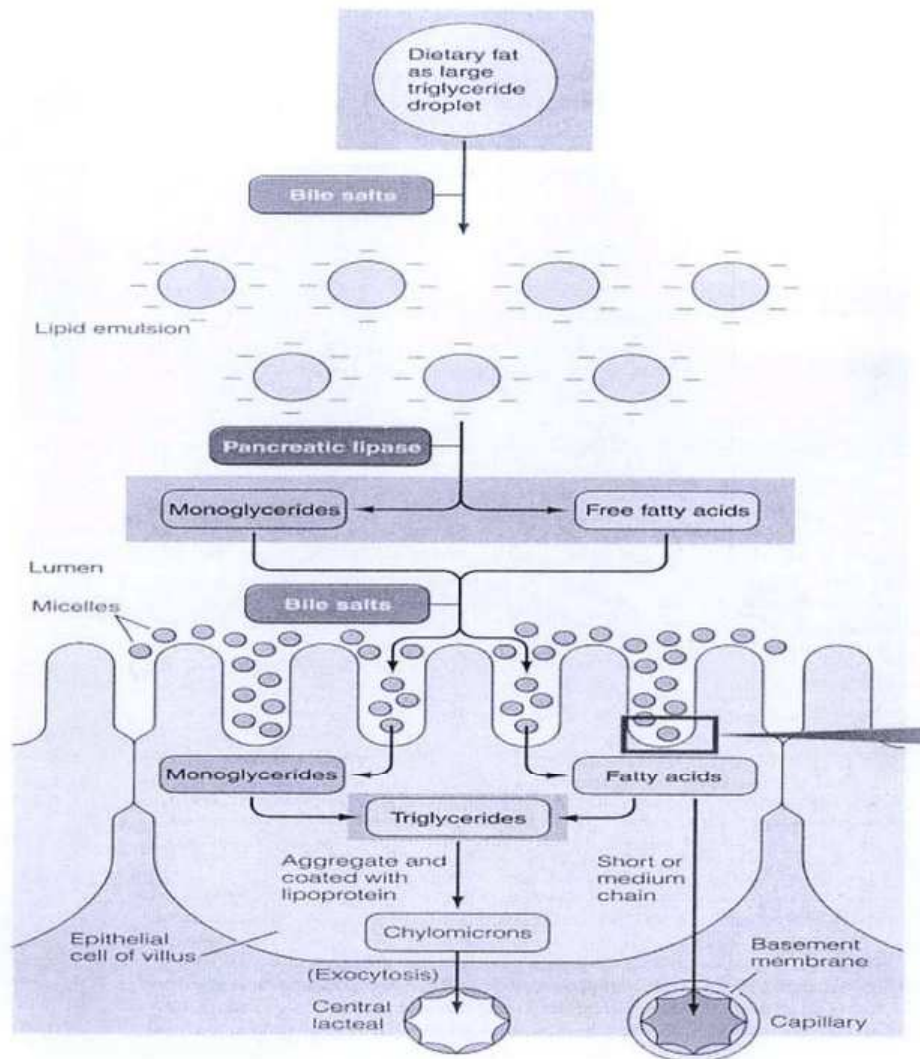 Dietary fat
as large
triglyceride
droplet
Bile salts
Lipid emulsion
Pancreatic lipase
Monoglycerides
Free fatty acids
Lumen
Micelles
Bile salts
Monoglycerides
Fatty acids
Triglycerides
Aggregate and
coated with
lipoprotein
Short or
medium
chain
Chylomicrons
Epithelial
cell of villus
(Exocytosis)
Basement
membrane
Central
lacteal
Capillary